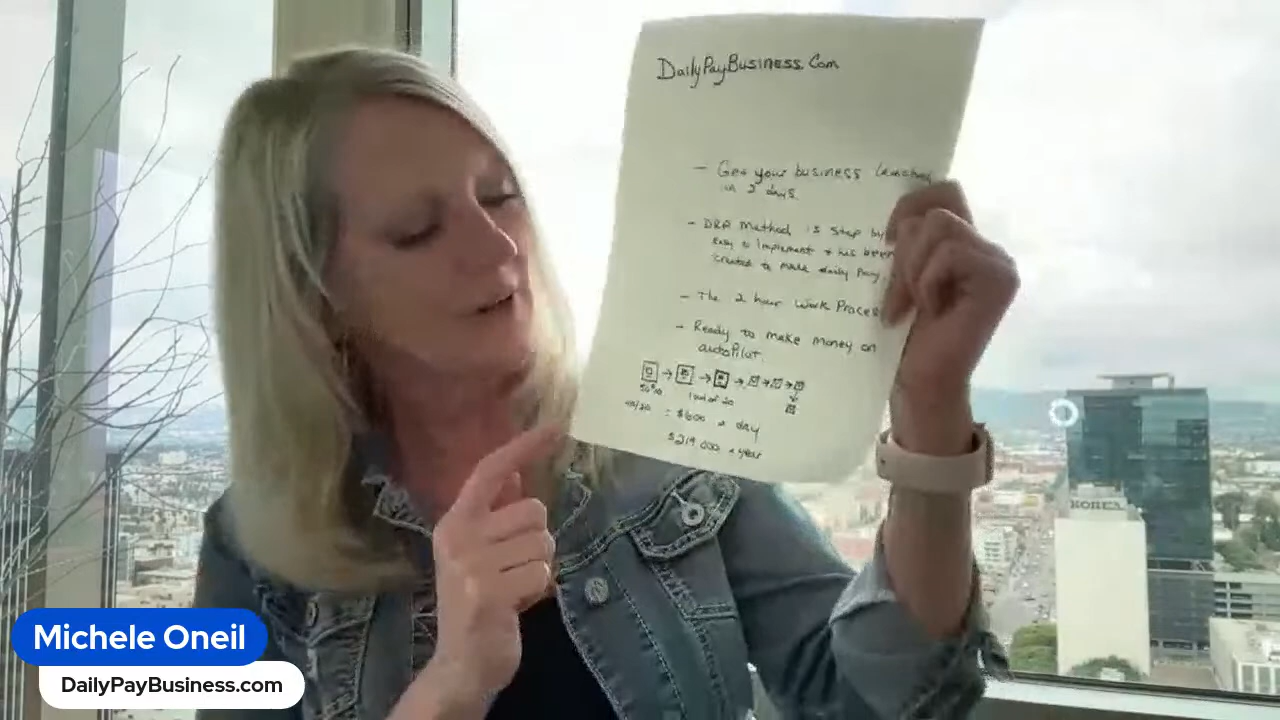 DailyPayBusiness.Com
- Get your business Launched
in 2 days.
- DRA Method is step by
easy to implement + has been
created to make daily Pay
- The 2 hour Work Process
- Ready to make money on
autoPilot.
1 out of 20
= $600 a day
$219,000 a year
KOREA
Michele Oneil
DailyPayBusiness.com